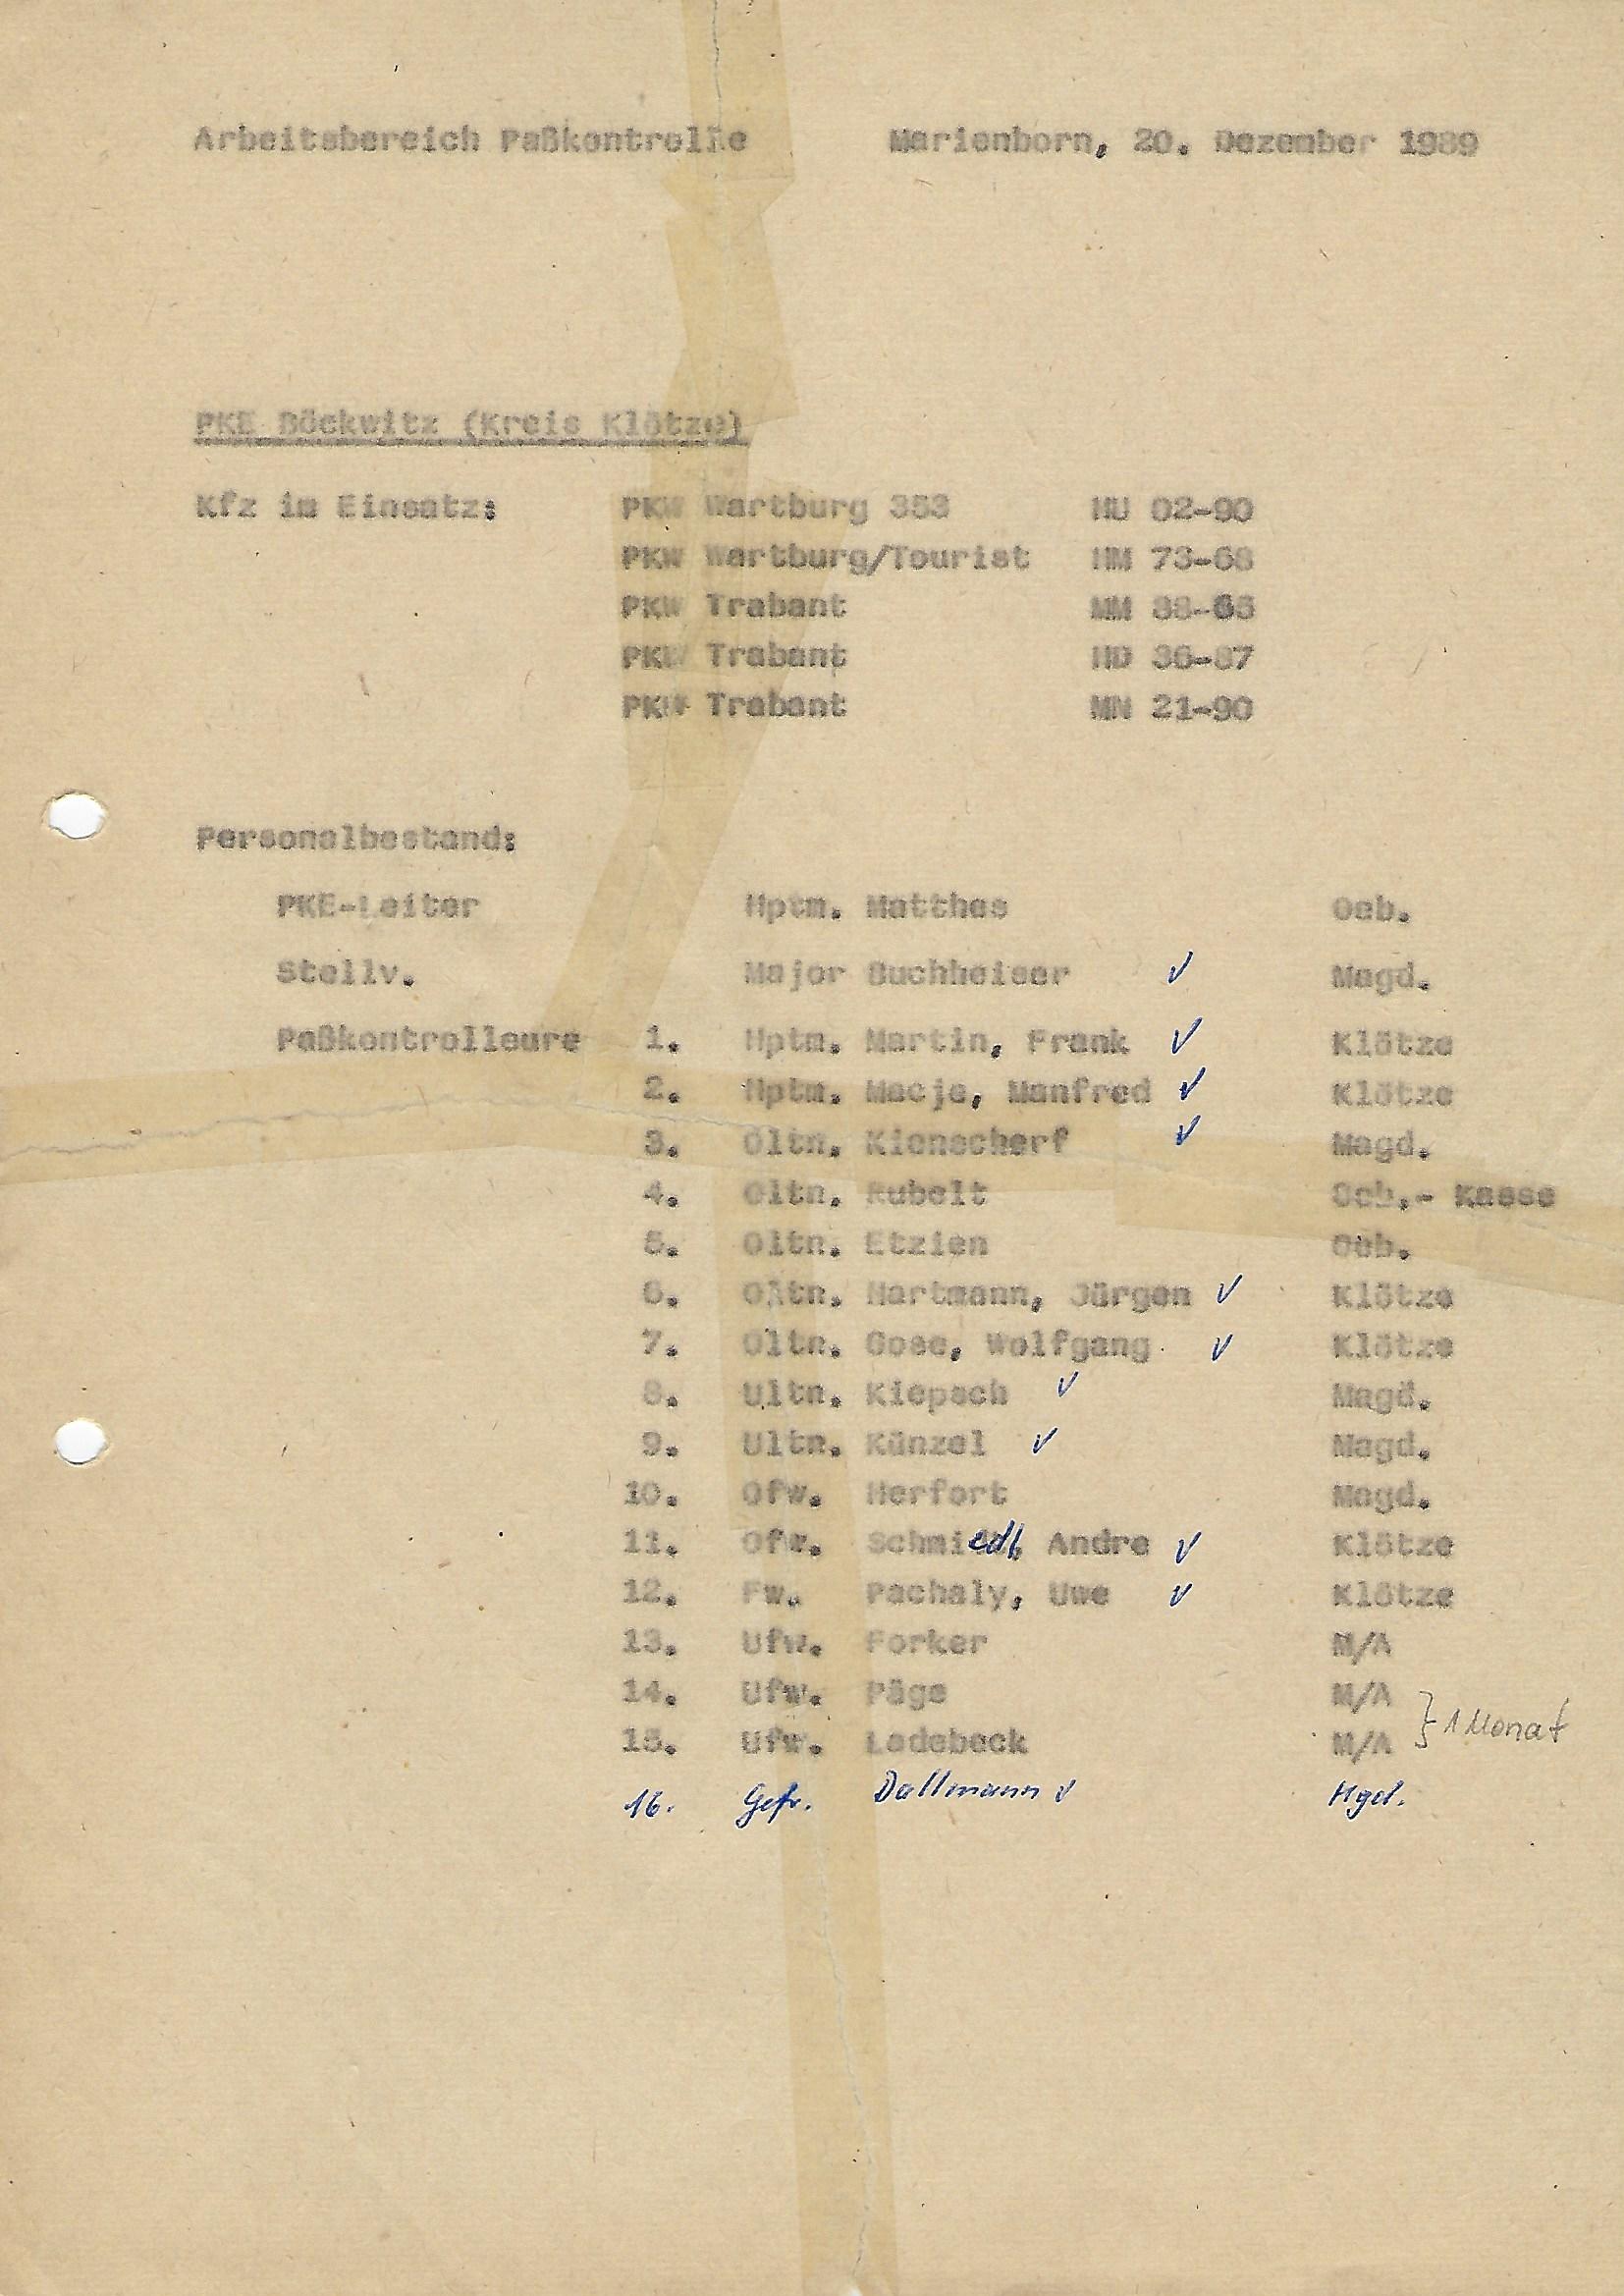 Arbeitsbereich Paßkontrolle Marienborn, 20. Dezember 1989
PKE Böckwitz (Kreis Klötze)
Kfz im Einsatz: PKW Wartburg 353 HU 02-90
PKW Wartburg/Tourist HM 73-68
PKW Trabant MM 88-68
PKW Trabant HD 36-87
PKW Trabant MN 21-90
Personalbestand:
PKE-Leiter Hptm. Matthes Oeb.
Stellv. Major Buchheiser ✓ Magd.
Paßkontrolleure 1. Hptm. Martin, Frank ✓ Klötze
2. Hptm. Macje, Manfred ✓ Klötze
3. Oltn. Kienscherf ✓ Magd.
4. Oltn. Rubelt Oeb.- Kasse
5. Oltn. Etzien Oeb.
6. Oltn. Hartmann, Jürgen ✓ Klötze
7. Oltn. Gose, Wolfgang ✓ Klötze
8. Ultn. Kiepsch ✓ Magd.
9. Ultn. Künzel ✓ Magd.
10. Ofw. Herfort Magd.
11. Ofw. Schmiedt, Andre ✓ Klötze
12. Fw. Pachaly, Uwe ✓ Klötze
13. Ufw. Forker M/A
14. Ufw. Päge M/A
15. Ufw. Ladebeck M/A } 1 Monat
16. Gefr. Dallmann ✓ Mgd.